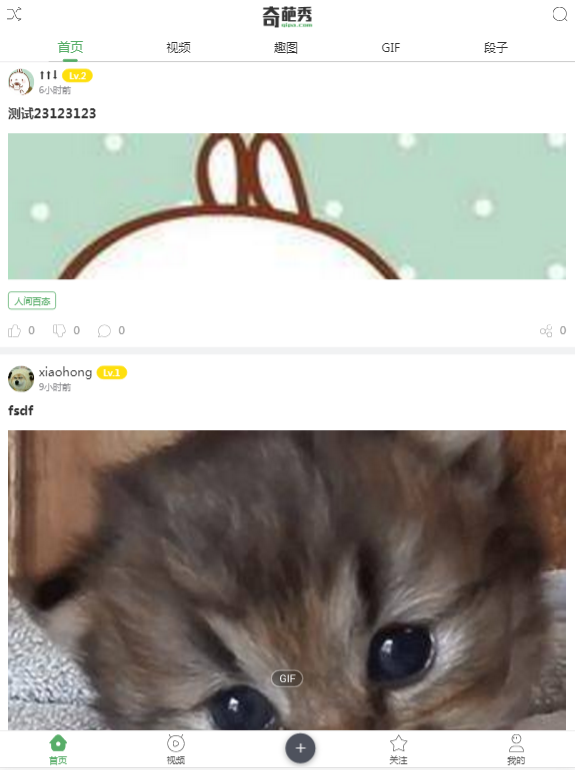 奇葩秀
首页 视频 趣图 GIF 段子
Lv.2
6小时前
测试23123123
人间百态
0 0 0 0
xiaohong Lv.1
9小时前
fsdf
GIF
首页 视频 + 关注 我的